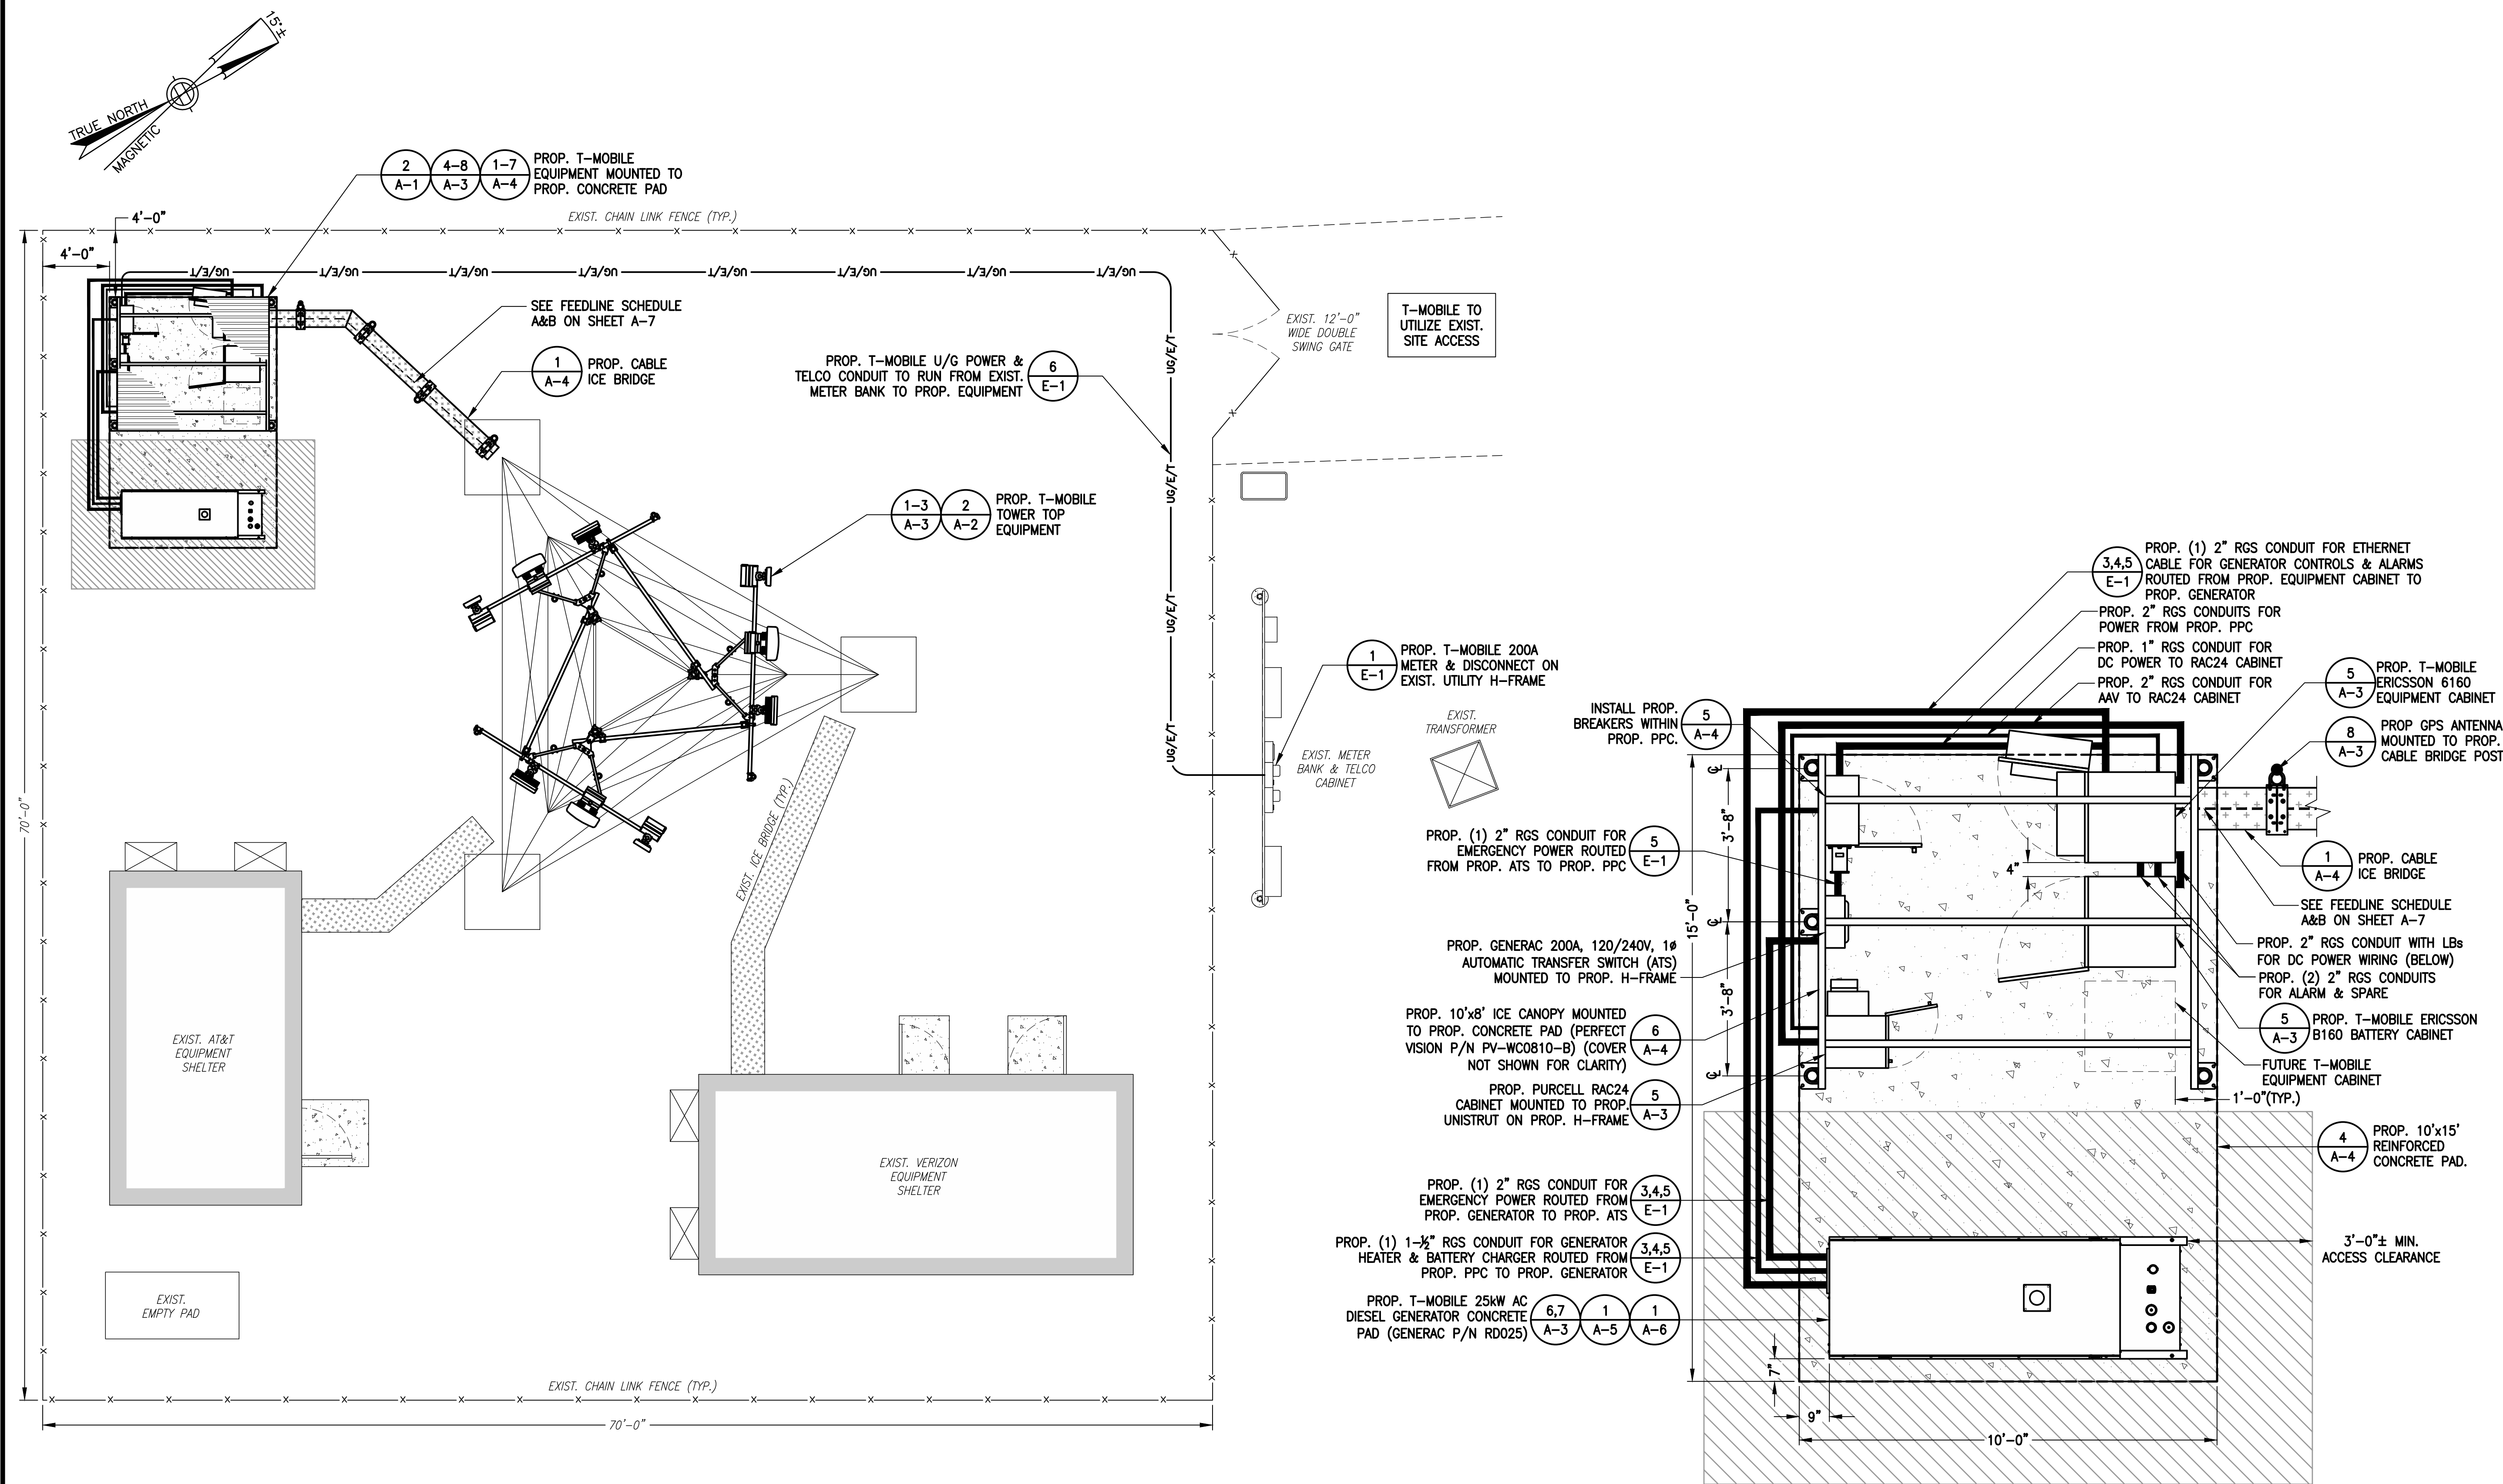 15°±
TRUE NORTH
MAGNETIC
2
A-1
4-8
A-3
1-7
A-4
PROP. T-MOBILE
EQUIPMENT MOUNTED TO
PROP. CONCRETE PAD
4'-0"
EXIST. CHAIN LINK FENCE (TYP.)
4'-0"
UG/E/T
UG/E/T
UG/E/T
UG/E/T
UG/E/T
UG/E/T
UG/E/T
UG/E/T
SEE FEEDLINE SCHEDULE
A&B ON SHEET A-7
1
A-4
PROP. CABLE
ICE BRIDGE
PROP. T-MOBILE U/G POWER &
TELCO CONDUIT TO RUN FROM EXIST.
METER BANK TO PROP. EQUIPMENT
6
E-1
UG/E/T
UG/E/T
UG/E/T
UG/E/T
EXIST. 12'-0"
WIDE DOUBLE
SWING GATE
T-MOBILE TO
UTILIZE EXIST.
SITE ACCESS
1-3
A-3
2
A-2
PROP. T-MOBILE
TOWER TOP
EQUIPMENT
1
E-1
PROP. T-MOBILE 200A
METER & DISCONNECT ON
EXIST. UTILITY H-FRAME
EXIST.
TRANSFORMER
EXIST. METER
BANK & TELCO
CABINET
70'-0"
EXIST. ICE BRIDGE (TYP.)
EXIST. AT&T
EQUIPMENT
SHELTER
EXIST. VERIZON
EQUIPMENT
SHELTER
EXIST.
EMPTY PAD
EXIST. CHAIN LINK FENCE (TYP.)
70'-0"
3,4,5
E-1
PROP. (1) 2" RGS CONDUIT FOR ETHERNET
CABLE FOR GENERATOR CONTROLS & ALARMS
ROUTED FROM PROP. EQUIPMENT CABINET TO
PROP. GENERATOR
PROP. 2" RGS CONDUITS FOR
POWER FROM PROP. PPC
PROP. 1" RGS CONDUIT FOR
DC POWER TO RAC24 CABINET
PROP. 2" RGS CONDUIT FOR
AAV TO RAC24 CABINET
5
A-3
PROP. T-MOBILE
ERICSSON 6160
EQUIPMENT CABINET
8
A-3
PROP GPS ANTENNA
MOUNTED TO PROP.
CABLE BRIDGE POST
INSTALL PROP.
BREAKERS WITHIN
PROP. PPC.
5
A-4
PROP. (1) 2" RGS CONDUIT FOR
EMERGENCY POWER ROUTED
FROM PROP. ATS TO PROP. PPC
5
E-1
PROP. GENERAC 200A, 120/240V, 1ø
AUTOMATIC TRANSFER SWITCH (ATS)
MOUNTED TO PROP. H-FRAME
PROP. 10'x8' ICE CANOPY MOUNTED
TO PROP. CONCRETE PAD (PERFECT
VISION P/N PV-WC0810-B) (COVER
NOT SHOWN FOR CLARITY)
6
A-4
PROP. PURCELL RAC24
CABINET MOUNTED TO PROP.
UNISTRUT ON PROP. H-FRAME
5
A-3
PROP. (1) 2" RGS CONDUIT FOR
EMERGENCY POWER ROUTED FROM
PROP. GENERATOR TO PROP. ATS
3,4,5
E-1
PROP. (1) 1-½" RGS CONDUIT FOR GENERATOR
HEATER & BATTERY CHARGER ROUTED FROM
PROP. PPC TO PROP. GENERATOR
3,4,5
E-1
PROP. T-MOBILE 25kW AC
DIESEL GENERATOR CONCRETE
PAD (GENERAC P/N RD025)
6,7
A-3
1
A-5
1
A-6
15'-0"
3'-8"
3'-8"
4"
1
A-4
PROP. CABLE
ICE BRIDGE
SEE FEEDLINE SCHEDULE
A&B ON SHEET A-7
PROP. 2" RGS CONDUIT WITH LBs
FOR DC POWER WIRING (BELOW)
PROP. (2) 2" RGS CONDUITS
FOR ALARM & SPARE
5
A-3
PROP. T-MOBILE ERICSSON
B160 BATTERY CABINET
FUTURE T-MOBILE
EQUIPMENT CABINET
1'-0"(TYP.)
4
A-4
PROP. 10'x15'
REINFORCED
CONCRETE PAD.
3'-0"± MIN.
ACCESS CLEARANCE
7"
9"
10'-0"